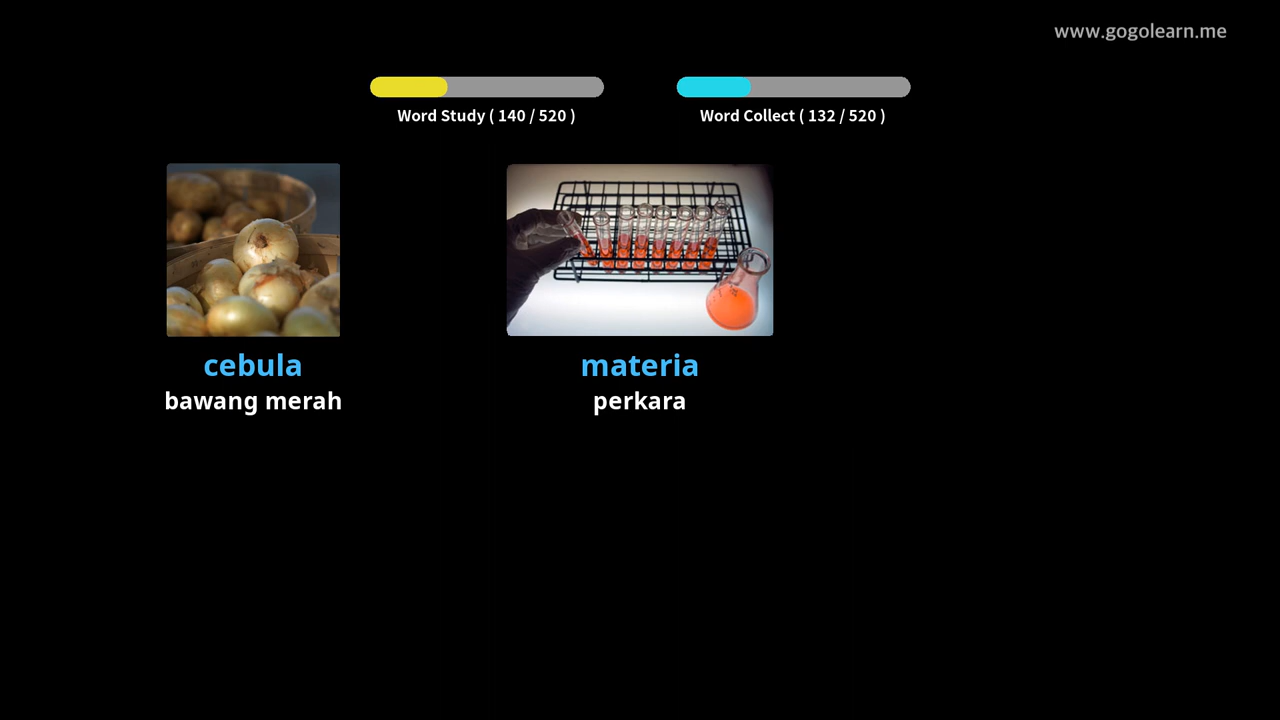 www.gogolearn.me
Word Study ( 140 / 520 )
Word Collect ( 132 / 520 )
cebula
bawang merah
materia
perkara